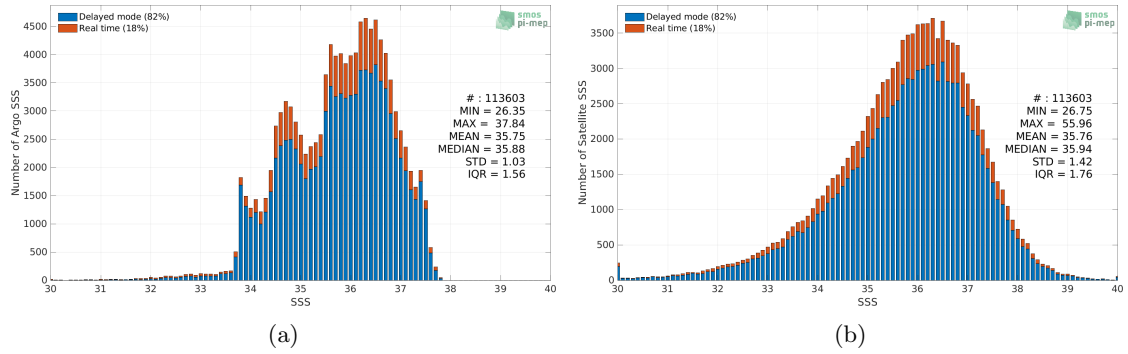 Delayed mode (82%)
Real time (18%)
smos
pi-mep
4500
4000
3500
3000
2500
2000
1500
1000
500
0
Number of Argo SSS
# : 113603
MIN = 26.35
MAX = 37.84
MEAN = 35.75
MEDIAN = 35.88
STD = 1.03
IQR = 1.56
30 31 32 33 34 35 36 37 38 39 40
SSS
(a)
Delayed mode (82%)
Real time (18%)
smos
pi-mep
3500
3000
2500
2000
1500
1000
500
0
Number of Satellite SSS
# : 113603
MIN = 26.75
MAX = 55.96
MEAN = 35.76
MEDIAN = 35.94
STD = 1.42
IQR = 1.76
30 31 32 33 34 35 36 37 38 39 40
SSS
(b)